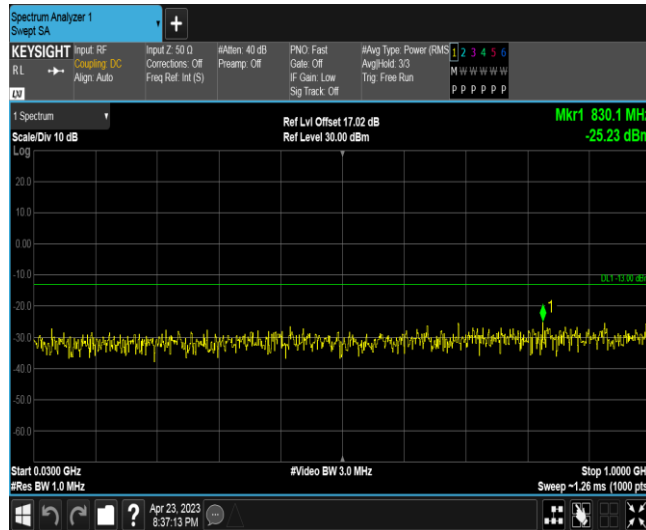 Spectrum Analyzer 1
Swept SA
+
KEYSIGHT
RL
LXI
Input: RF
Coupling: DC
Align: Auto
Input Z: 50 Ω
Corrections: Off
Freq Ref: Int (S)
#Atten: 40 dB
Preamp: Off
PNO: Fast
Gate: Off
IF Gain: Low
Sig Track: Off
#Avg Type: Power (RMS
Avg|Hold: 3/3
Trig: Free Run
1 2 3 4 5 6
M W W W W W
P P P P P P
1 Spectrum
Scale/Div 10 dB
Log
Ref Lvl Offset 17.02 dB
Ref Level 30.00 dBm
Mkr1 830.1 MHz
-25.23 dBm
20.0
10.0
0.00
-10.0
DL1 -13.00 dBm
-20.0
1
-30.0
-40.0
-50.0
-60.0
Start 0.0300 GHz
#Res BW 1.0 MHz
#Video BW 3.0 MHz
Stop 1.0000 GH
Sweep ~1.26 ms (1000 pts
?
Apr 23, 2023
8:37:13 PM